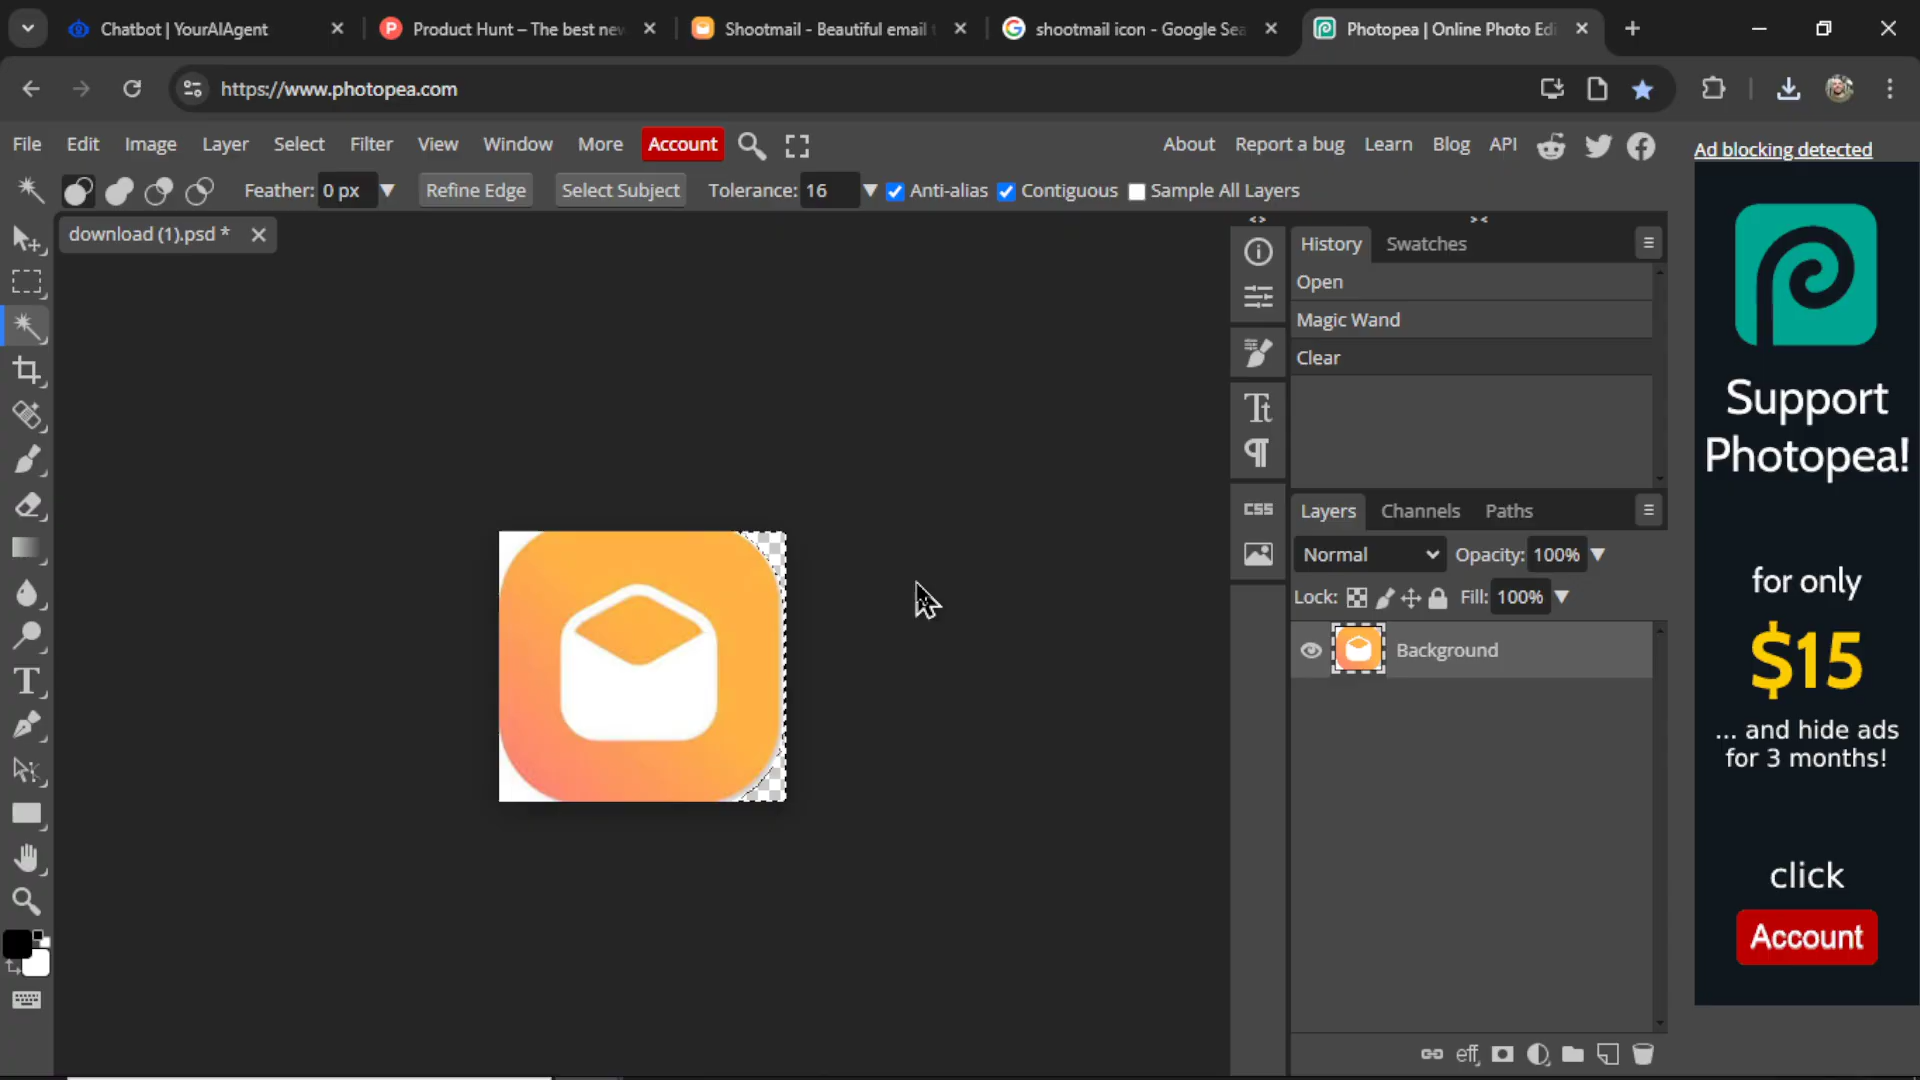 Chatbot | YourAIAgent
Product Hunt – The best nev
Shootmail - Beautiful email t
shootmail icon - Google Sea
Photopea | Online Photo Edi
https://www.photopea.com
File Edit Image Layer Select Filter View Window More Account
About Report a bug Learn Blog API
Ad blocking detected
Feather: 0 px Refine Edge Select Subject Tolerance: 16 Anti-alias Contiguous Sample All Layers
download (1).psd *
History Swatches
Open
Magic Wand
Clear
CSS
Layers Channels Paths
Normal Opacity: 100%
Lock: Fill: 100%
Background
eff
Support
Photopea!
for only
$15
... and hide ads
for 3 months!
click
Account